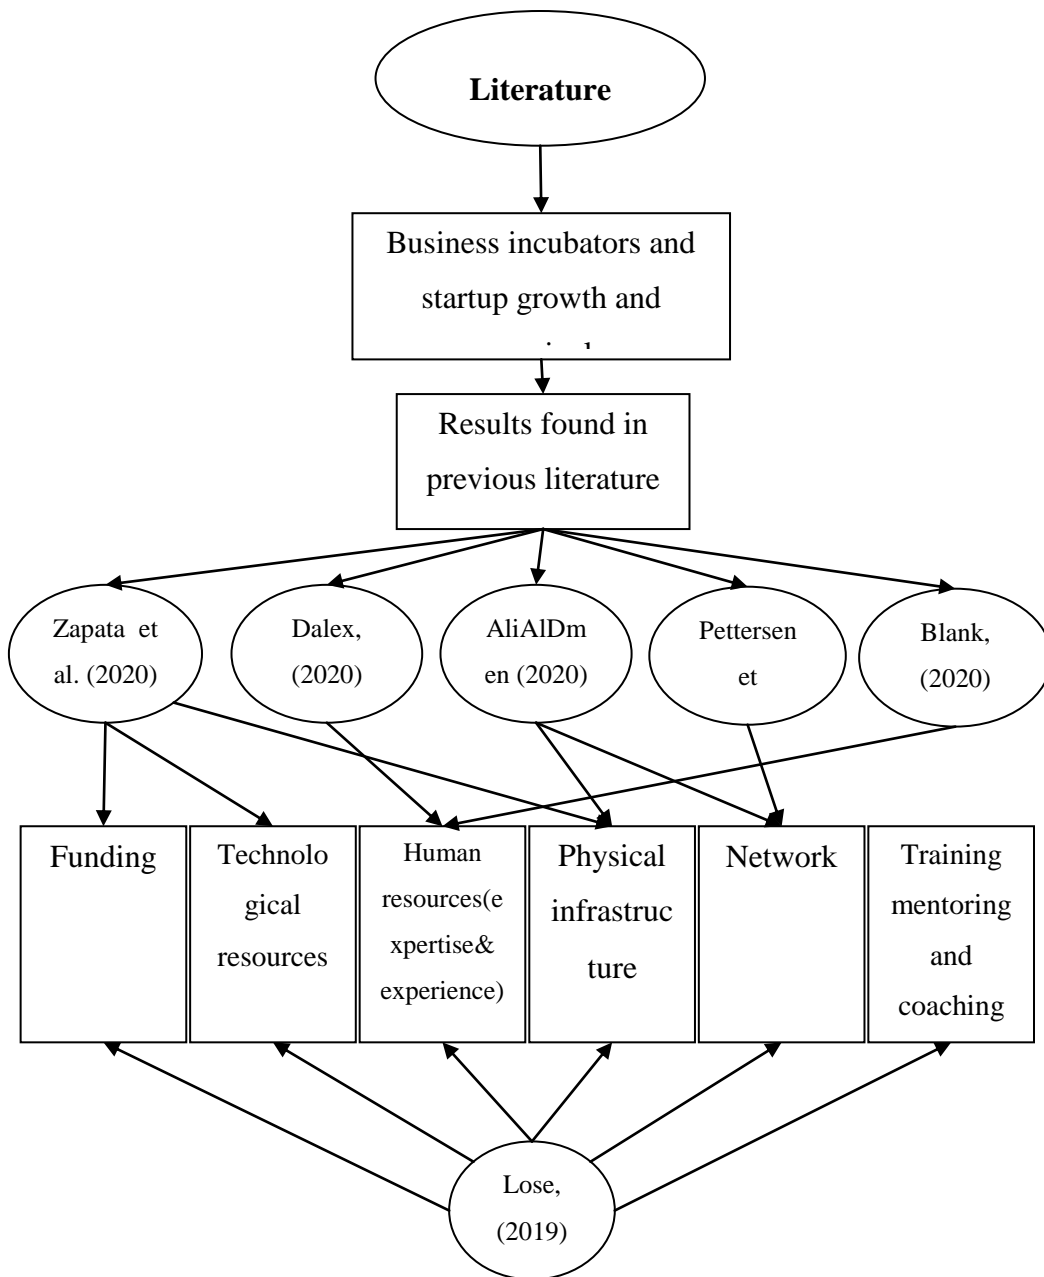 Literature
Business incubators and
startup growth and
Results found in
previous literature
Zapata et
al. (2020)
Dalex,
(2020)
AliAlDm
en (2020)
Pettersen
et
Blank,
(2020)
Funding
Technolo
gical
resources
Human
resources(e
xpertise&
experience)
Physical
infrastruc
ture
Network
Training
mentoring
and
coaching
Lose,
(2019)